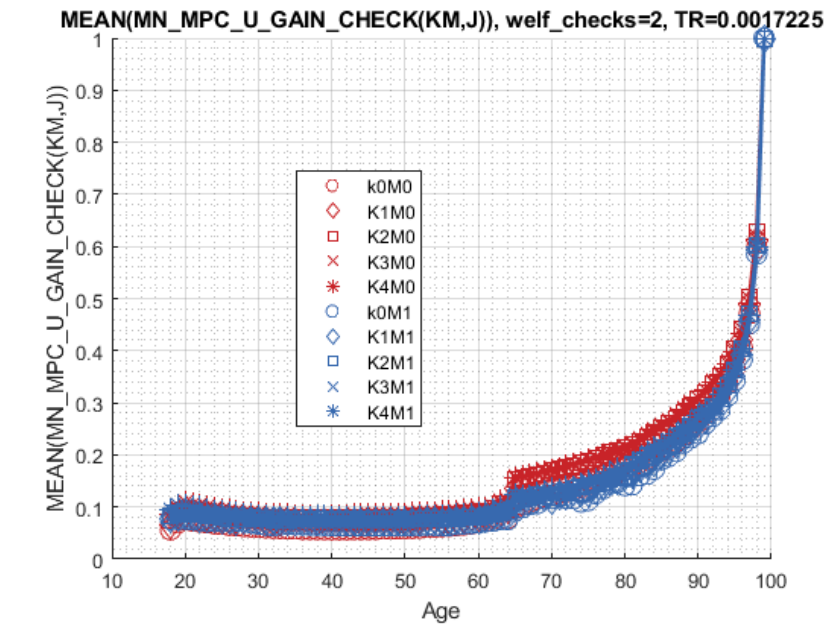 MEAN(MN_MPC_U_GAIN_CHECK(KM,J)), welf_checks=2, TR=0.0017225
MEAN(MN_MPC_U_GAIN_CHECK(KM,J))
1
0.9
0.8
0.7
0.6
0.5
0.4
0.3
0.2
0.1
0
k0M0
K1M0
K2M0
K3M0
K4M0
k0M1
K1M1
K2M1
K3M1
K4M1
10 20 30 40 50 60 70 80 90 100
Age